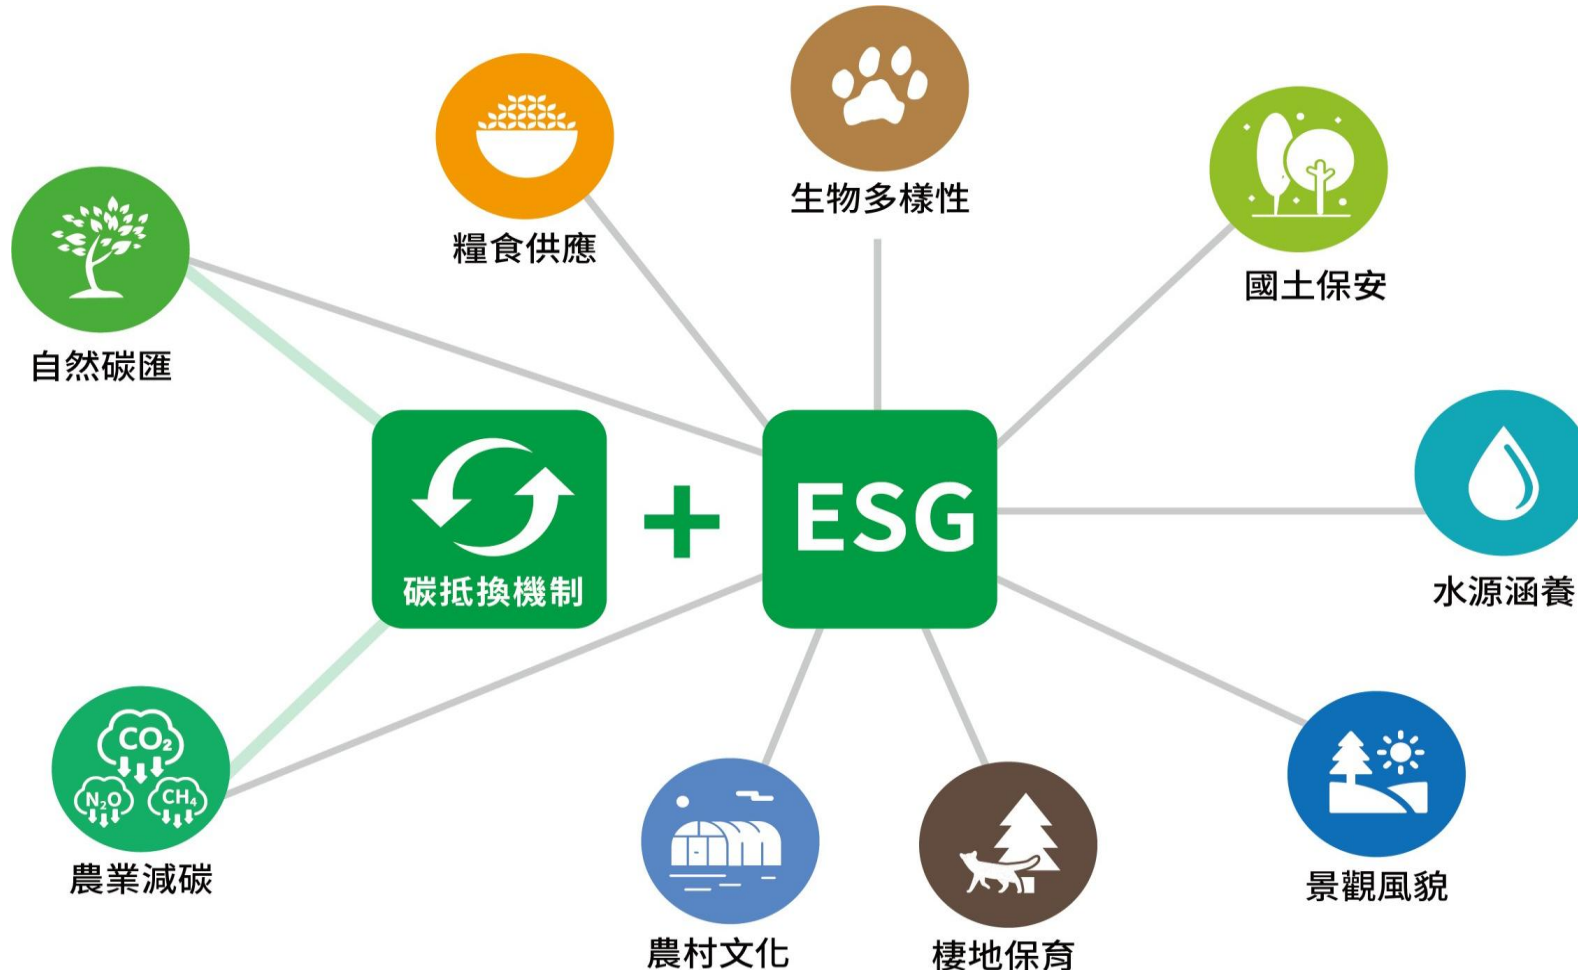 生物多樣性
糧食供應
國土保安
自然碳匯
碳抵換機制
+
ESG
水源涵養
CO₂
N₂O
CH₄
農業減碳
景觀風貌
農村文化
棲地保育